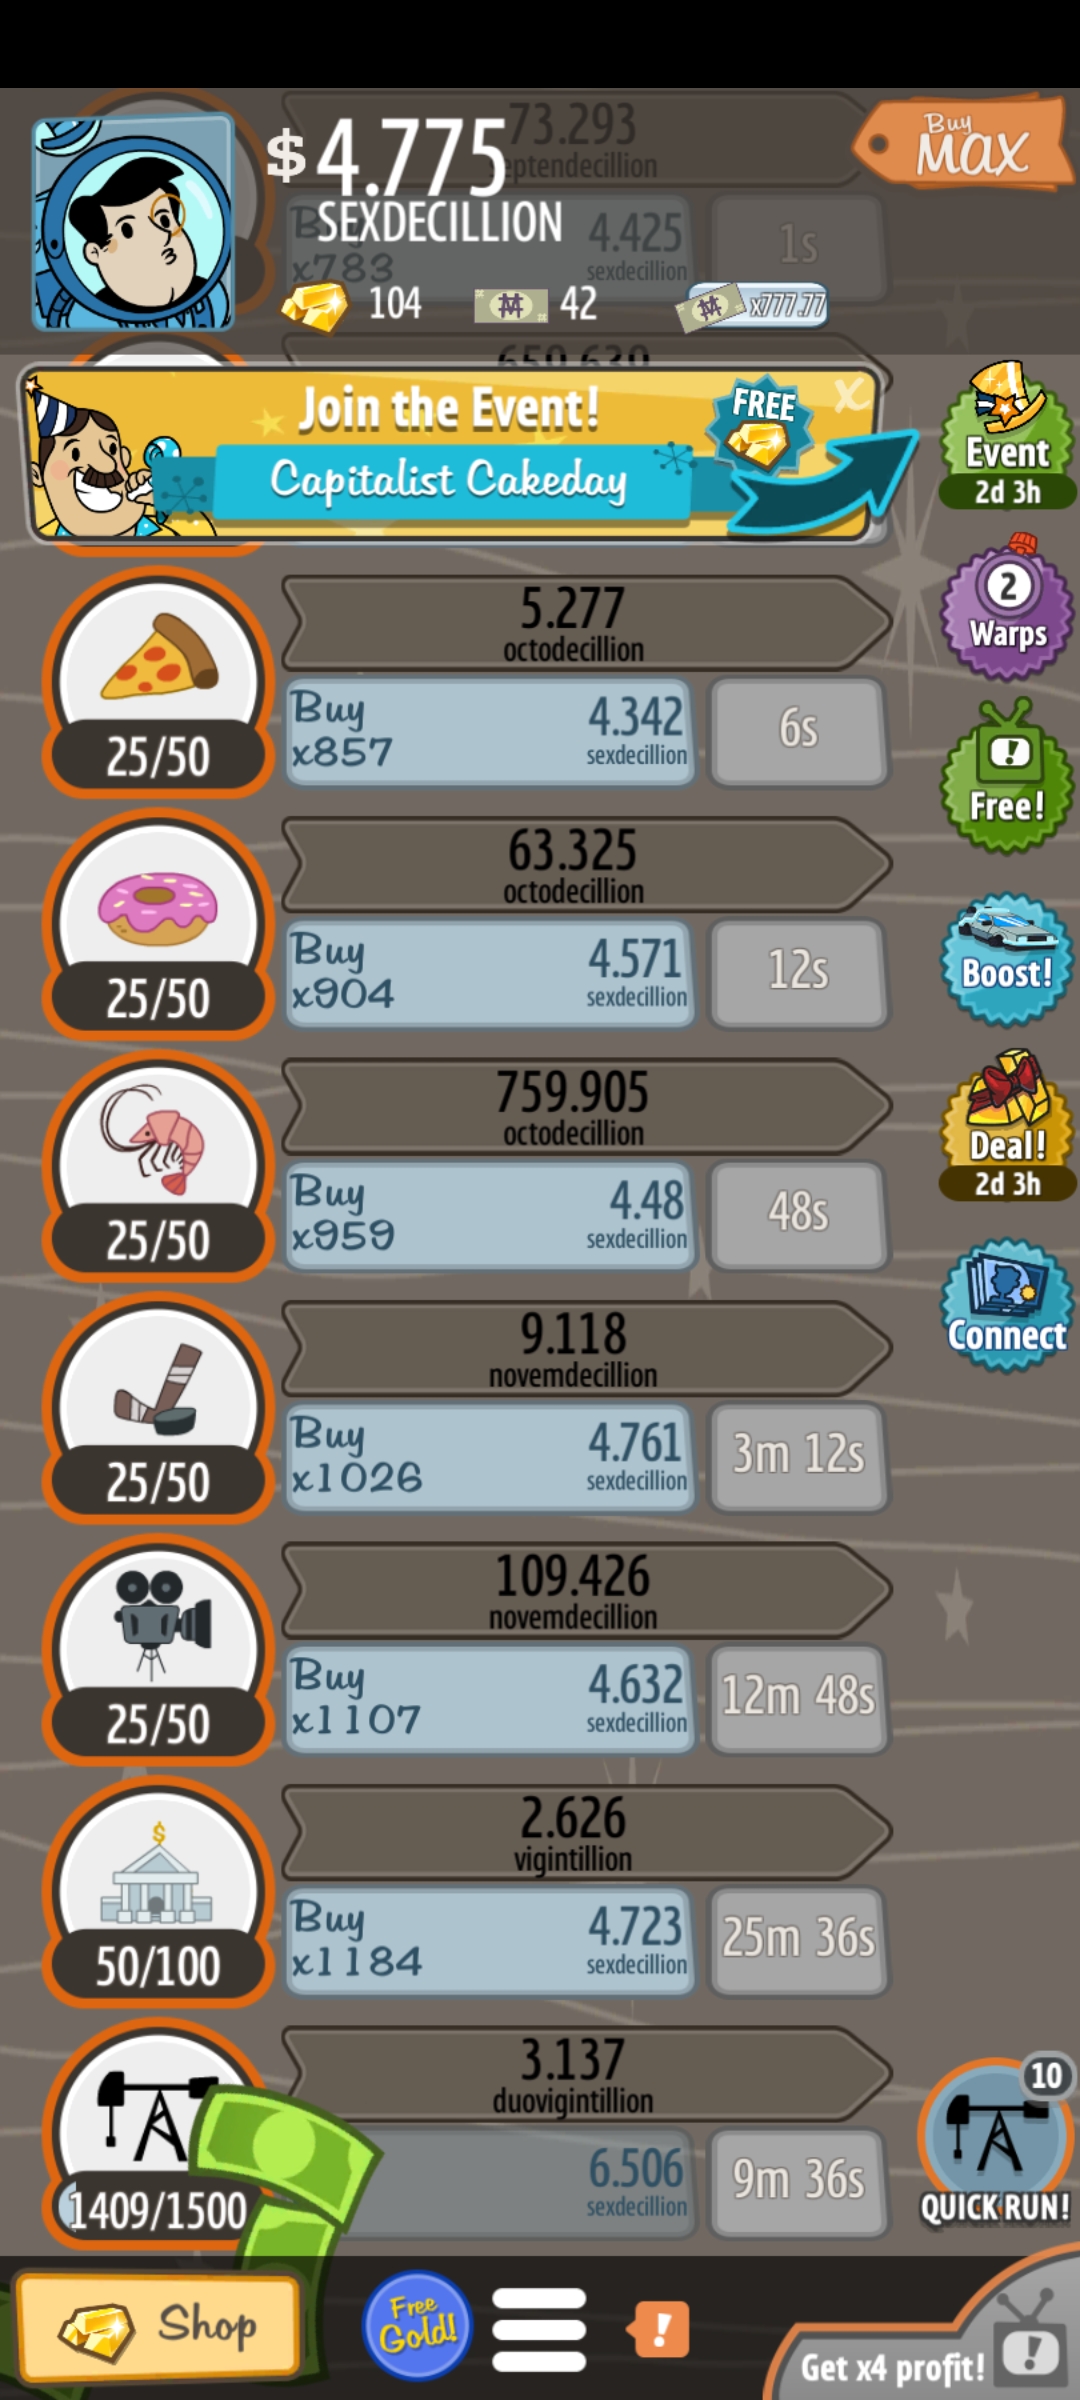 $ 4.775
SEXDECILLION
73.293
Buy
MAX
4.425
sexdecillion
x783
1s
104
42
x777.77
Join the Event!
FREE
X
Capitalist Cakeday
Event
2d 3h
5.277
octodecillion
2
Warps
25/50
Buy
x857
4.342
sexdecillion
6s
Free!
63.325
octodecillion
25/50
Buy
x904
4.571
sexdecillion
12s
Boost!
759.905
octodecillion
25/50
Buy
x959
4.48
sexdecillion
48s
Deal!
2d 3h
9.118
novemdecillion
25/50
Buy
x1026
4.761
sexdecillion
3m 12s
Connect
109.426
novemdecillion
25/50
Buy
x1107
4.632
sexdecillion
12m 48s
2.626
vigintillion
50/100
Buy
x1184
4.723
sexdecillion
25m 36s
3.137
duovigintillion
1409/1500
6.506
sexdecillion
9m 36s
10
QUICK RUN!
Shop
Free
Gold!
!
Get x4 profit!